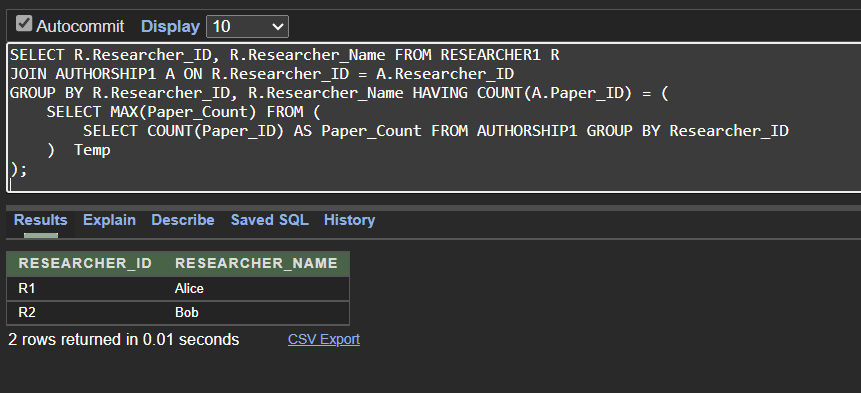 Autocommit Display 10
SELECT R.Researcher_ID, R.Researcher_Name FROM RESEARCHER1 R
JOIN AUTHORSHIP1 A ON R.Researcher_ID = A.Researcher_ID
GROUP BY R.Researcher_ID, R.Researcher_Name HAVING COUNT(A.Paper_ID) = (
    SELECT MAX(Paper_Count) FROM (
        SELECT COUNT(Paper_ID) AS Paper_Count FROM AUTHORSHIP1 GROUP BY Researcher_ID
    )  Temp
);
Results Explain Describe Saved SQL History
RESEARCHER_ID RESEARCHER_NAME
R1 Alice
R2 Bob
2 rows returned in 0.01 seconds CSV Export